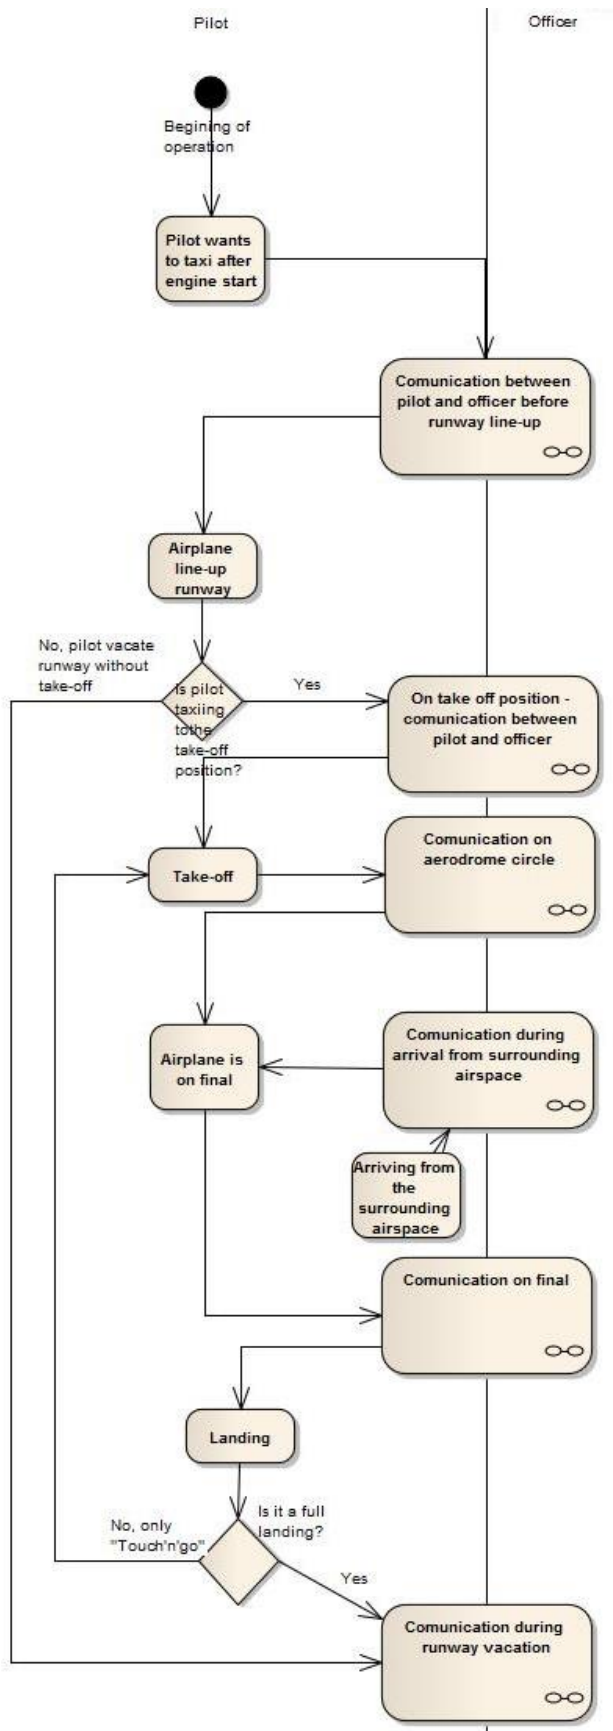 Pilot
Officer
Begining of
operation
Pilot wants
to taxi after
engine start
Comunication between
pilot and officer before
runway line-up
Airplane
line-up
runway
No, pilot vacate
runway without
take-off
Is pilot
taxiing
tothe
take-off
position?
Yes
On take off position -
comunication between
pilot and officer
Take-off
Comunication on
aerodrome circle
Airplane is
on final
Comunication during
arrival from surrounding
airspace
Arriving from
the
surrounding
airspace
Comunication on final
Landing
Is it a full
landing?
No, only
"Touch'n'go"
Yes
Comunication during
runway vacation